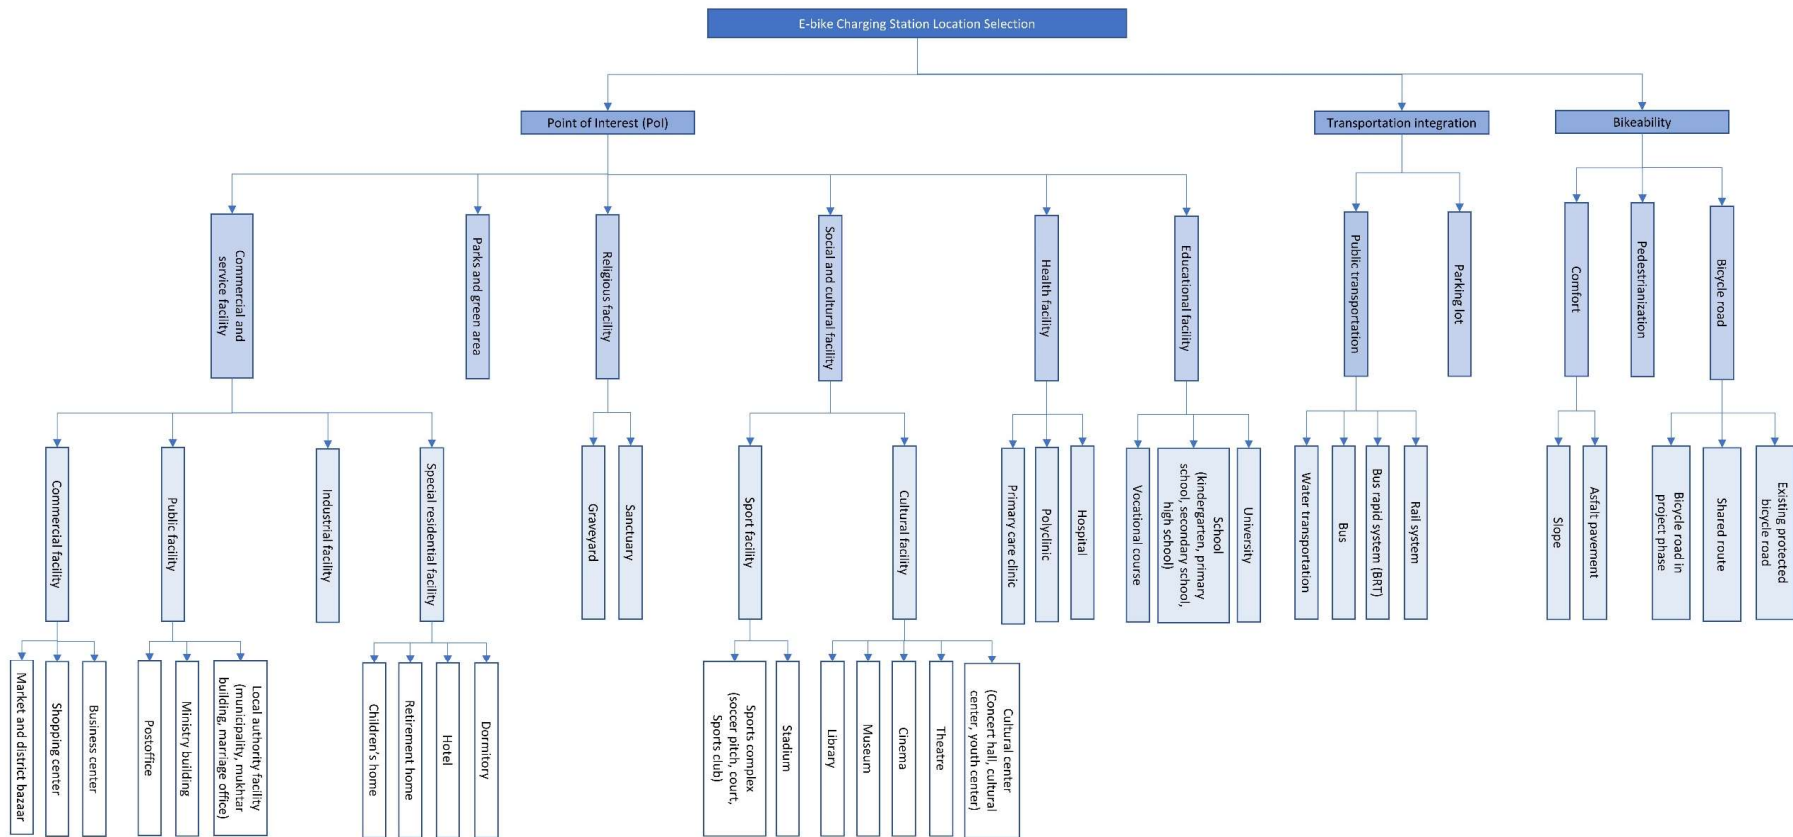 E-bike Charging Station Location Selection
Point of Interest (PoI)
Transportation integration
Bikeability
Commercial and
service facility
Parks and green area
Religious facility
Social and cultural facility
Health facility
Educational faciity
Public transportation
Parking lot
Comfort
Pedestrianization
Bicycle road
Commercial facility
Public facility
Industrial facility
Special residential facility
Graveyard
Sanctuary
Sport facility
Cultural facility
Primary care clinic
Polyclinic
Hospital
Vocational course
School
(kindergarten, primary
school, secondary school,
high school)
University
Water transportation
Bus
Bus rapid system (BRT)
Rail system
Slope
Asfalt pavement
Bicycle road in
project phase
Shared route
Existing protected
bicycle road
Market and district bazaar
Shopping center
Business center
Postoffice
Ministry building
Local authority facility
(municipality, mukhtar
building, marriage office)
Children's home
Retirement home
Hotel
Dormitory
Sports complex
(soccer pitch, court,
Sports club)
Stadium
Library
Museum
Cinema
Theatre
Cultural center
(Concert hall, cultural
center, youth center)